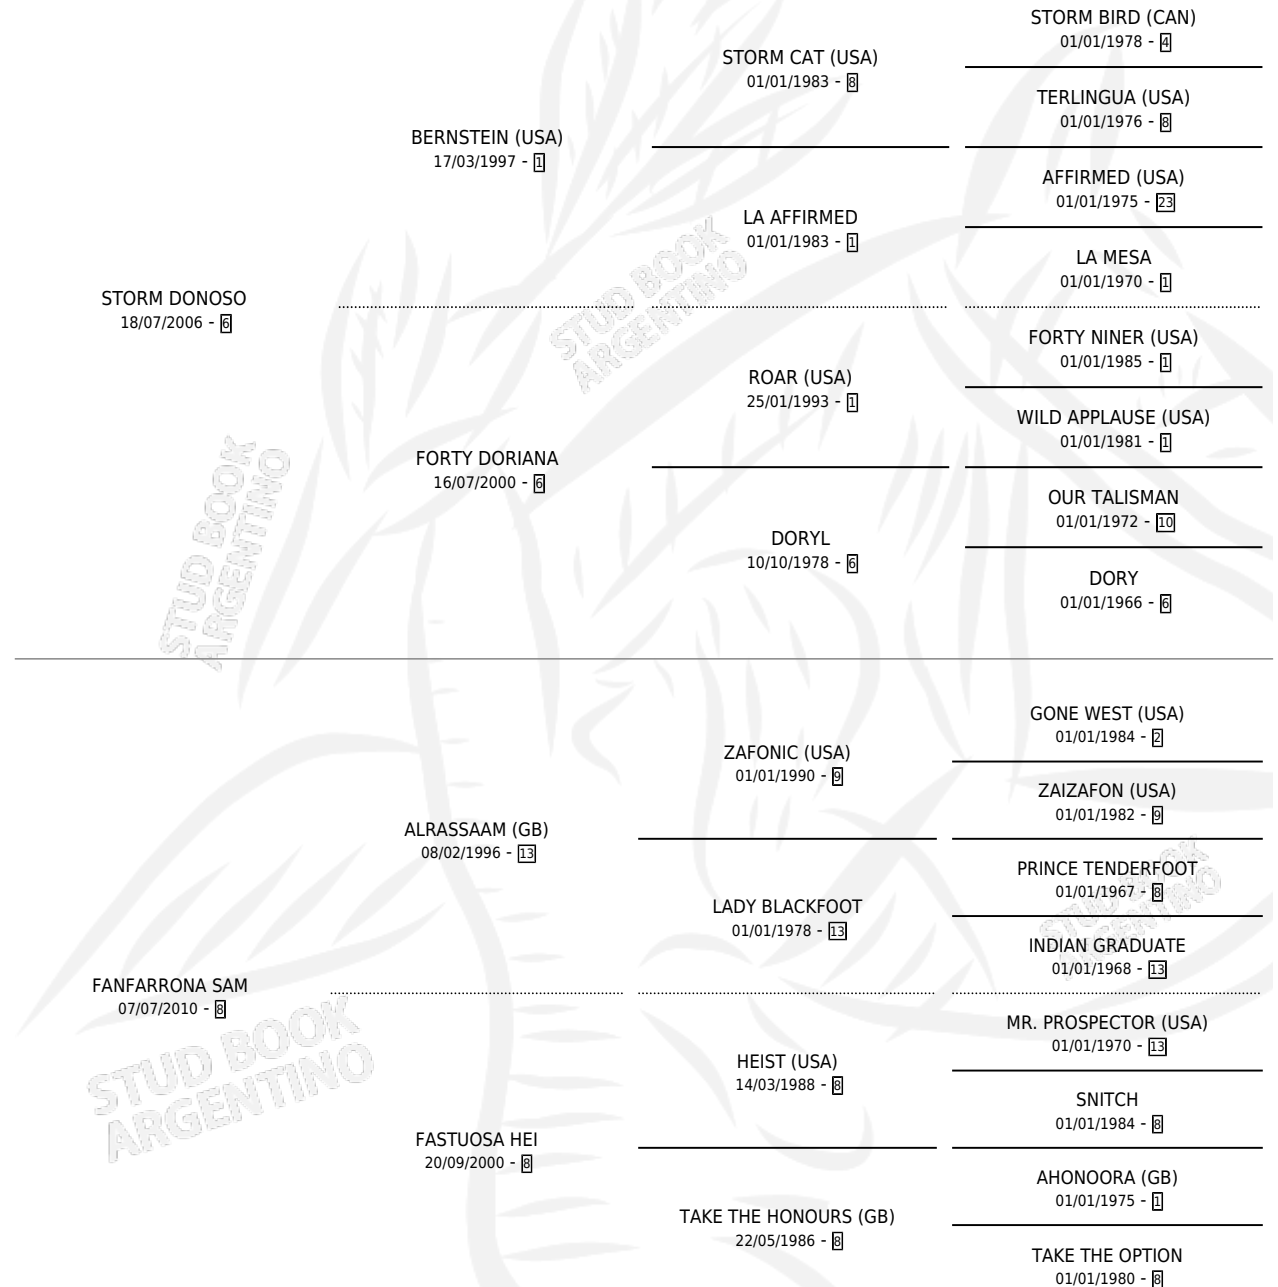 STORM BIRD (CAN)
01/01/1978 - 4
STORM CAT (USA)
01/01/1983 - 8
TERLINGUA (USA)
01/01/1976 - 8
BERNSTEIN (USA)
17/03/1997 - 1
AFFIRMED (USA)
01/01/1975 - 23
LA AFFIRMED
01/01/1983 - 1
LA MESA
01/01/1970 - 1
STORM DONOSO
18/07/2006 - 6
FORTY NINER (USA)
01/01/1985 - 1
ROAR (USA)
25/01/1993 - 1
WILD APPLAUSE (USA)
01/01/1981 - 1
FORTY DORIANA
16/07/2000 - 6
OUR TALISMAN
01/01/1972 - 10
DORYL
10/10/1978 - 6
DORY
01/01/1966 - 6
GONE WEST (USA)
01/01/1984 - 2
ZAFONIC (USA)
01/01/1990 - 9
ZAIZAFON (USA)
01/01/1982 - 9
ALRASSAAM (GB)
08/02/1996 - 13
PRINCE TENDERFOOT
01/01/1967 - 8
LADY BLACKFOOT
01/01/1978 - 13
INDIAN GRADUATE
01/01/1968 - 13
FANFARRONA SAM
07/07/2010 - 8
MR. PROSPECTOR (USA)
01/01/1970 - 13
HEIST (USA)
14/03/1988 - 8
SNITCH
01/01/1984 - 8
FASTUOSA HEI
20/09/2000 - 8
AHONOORA (GB)
01/01/1975 - 1
TAKE THE HONOURS (GB)
22/05/1986 - 8
TAKE THE OPTION
01/01/1980 - 8
STUD BOOK
ARGENTINO
STUD BOOK
ARGENTINO
STUD BOOK
ARGENTINO
STUD BOOK
ARGENTINO